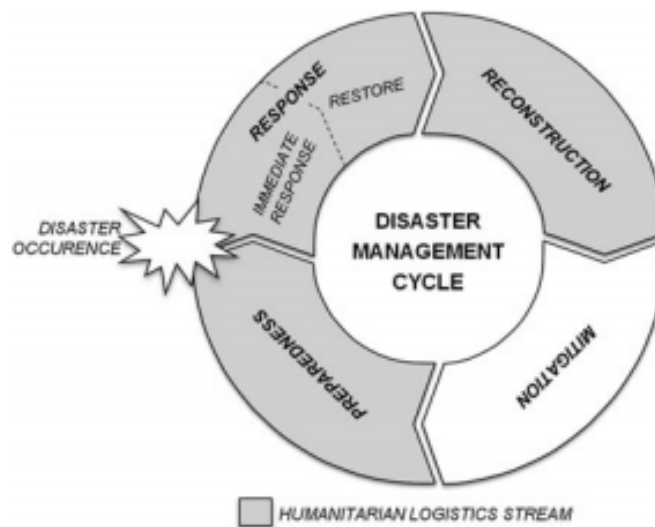 RESPONSE
RESTORE
IMMEDIATE
RESPONSE
RECONSTRUCTION
DISASTER
OCCURENCE
DISASTER
MANAGEMENT
CYCLE
PREPAREDNESS
MITIGATION
HUMANITARIAN LOGISTICS STREAM